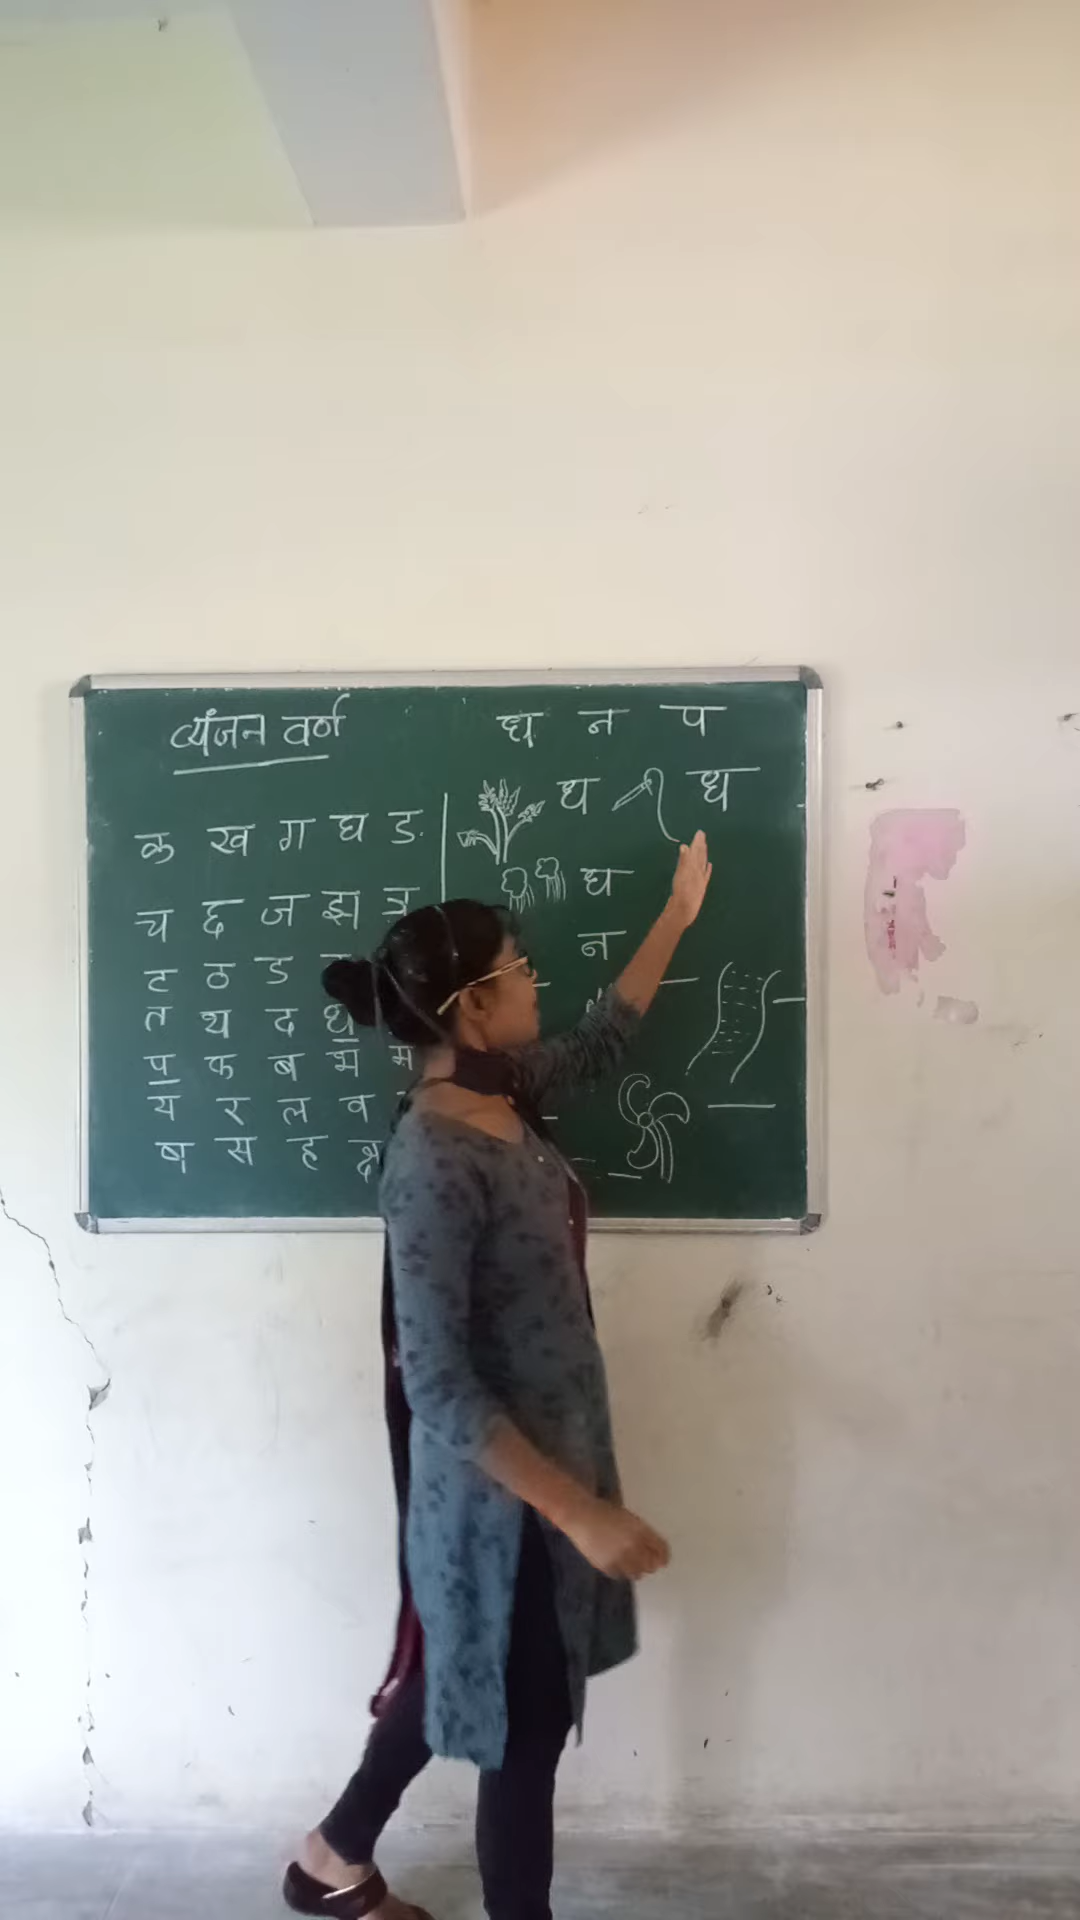 व्यंजन वर्ण
क ख ग घ ड.
च छ ज झ ञ
ट ठ ड
त थ द ध
प फ ब भ म
य र ल व
ष स ह क्ष
ध न प
ध ध
ध
न